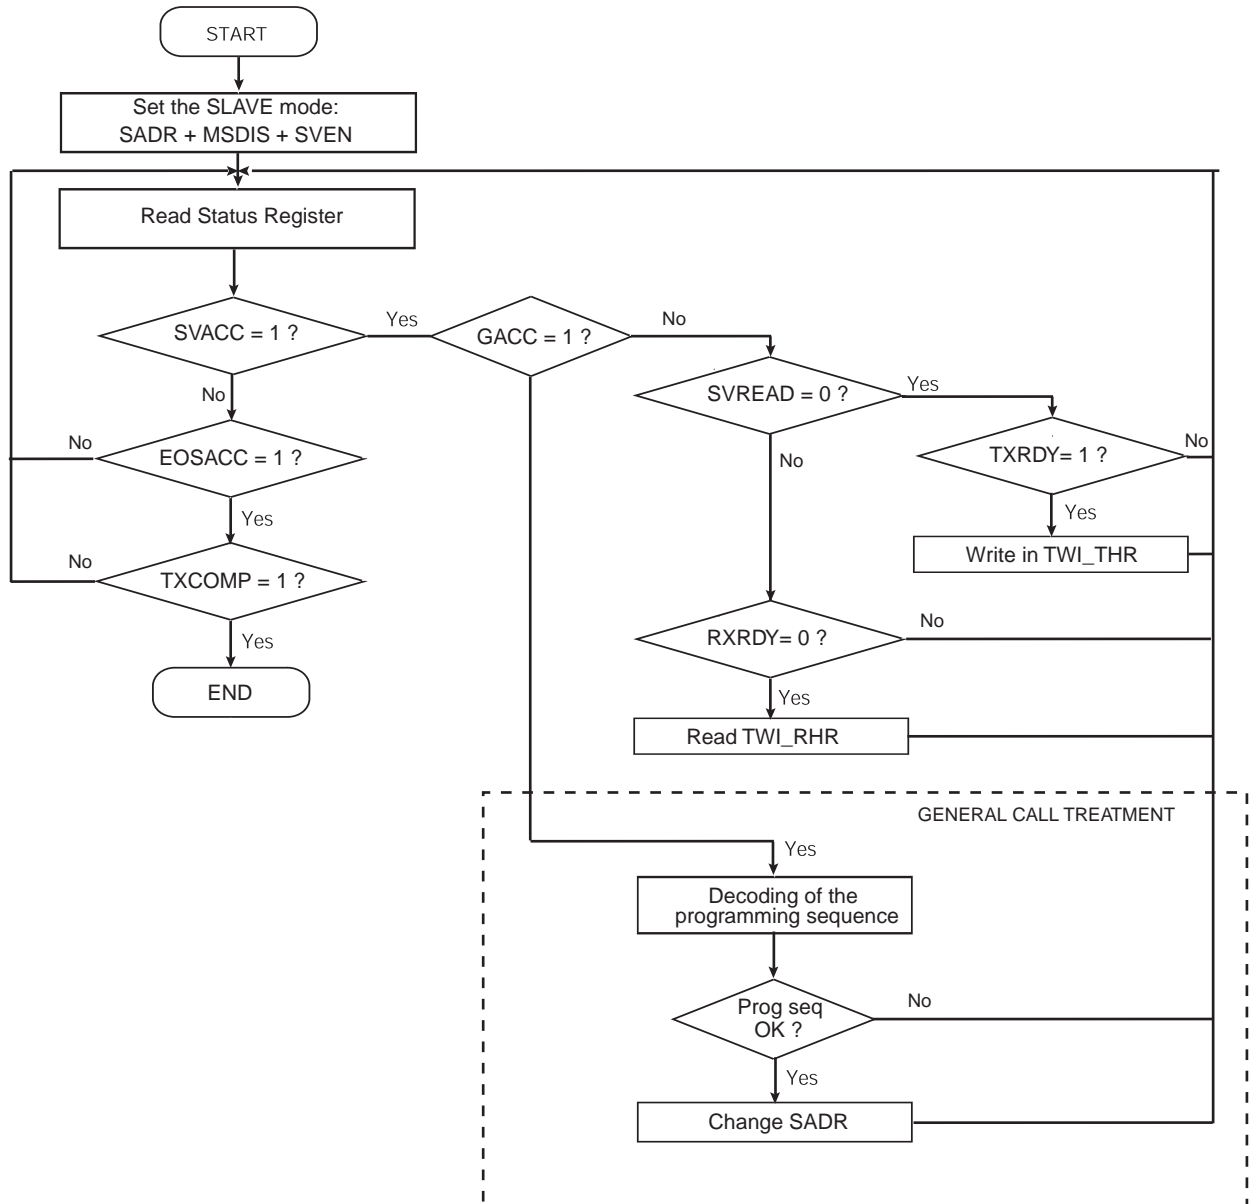 START
Set the SLAVE mode:
SADR + MSDIS + SVEN
Read Status Register
SVACC = 1 ?
Yes
GACC = 1 ?
No
SVREAD = 0 ?
Yes
No
EOSACC = 1 ?
No
No
TXRDY= 1 ?
No
Yes
Yes
Write in TWI_THR
TXCOMP = 1 ?
No
Yes
RXRDY= 0 ?
No
END
Yes
Read TWI_RHR
GENERAL CALL TREATMENT
Yes
Decoding of the
programming sequence
Prog seq
OK ?
No
Yes
Change SADR